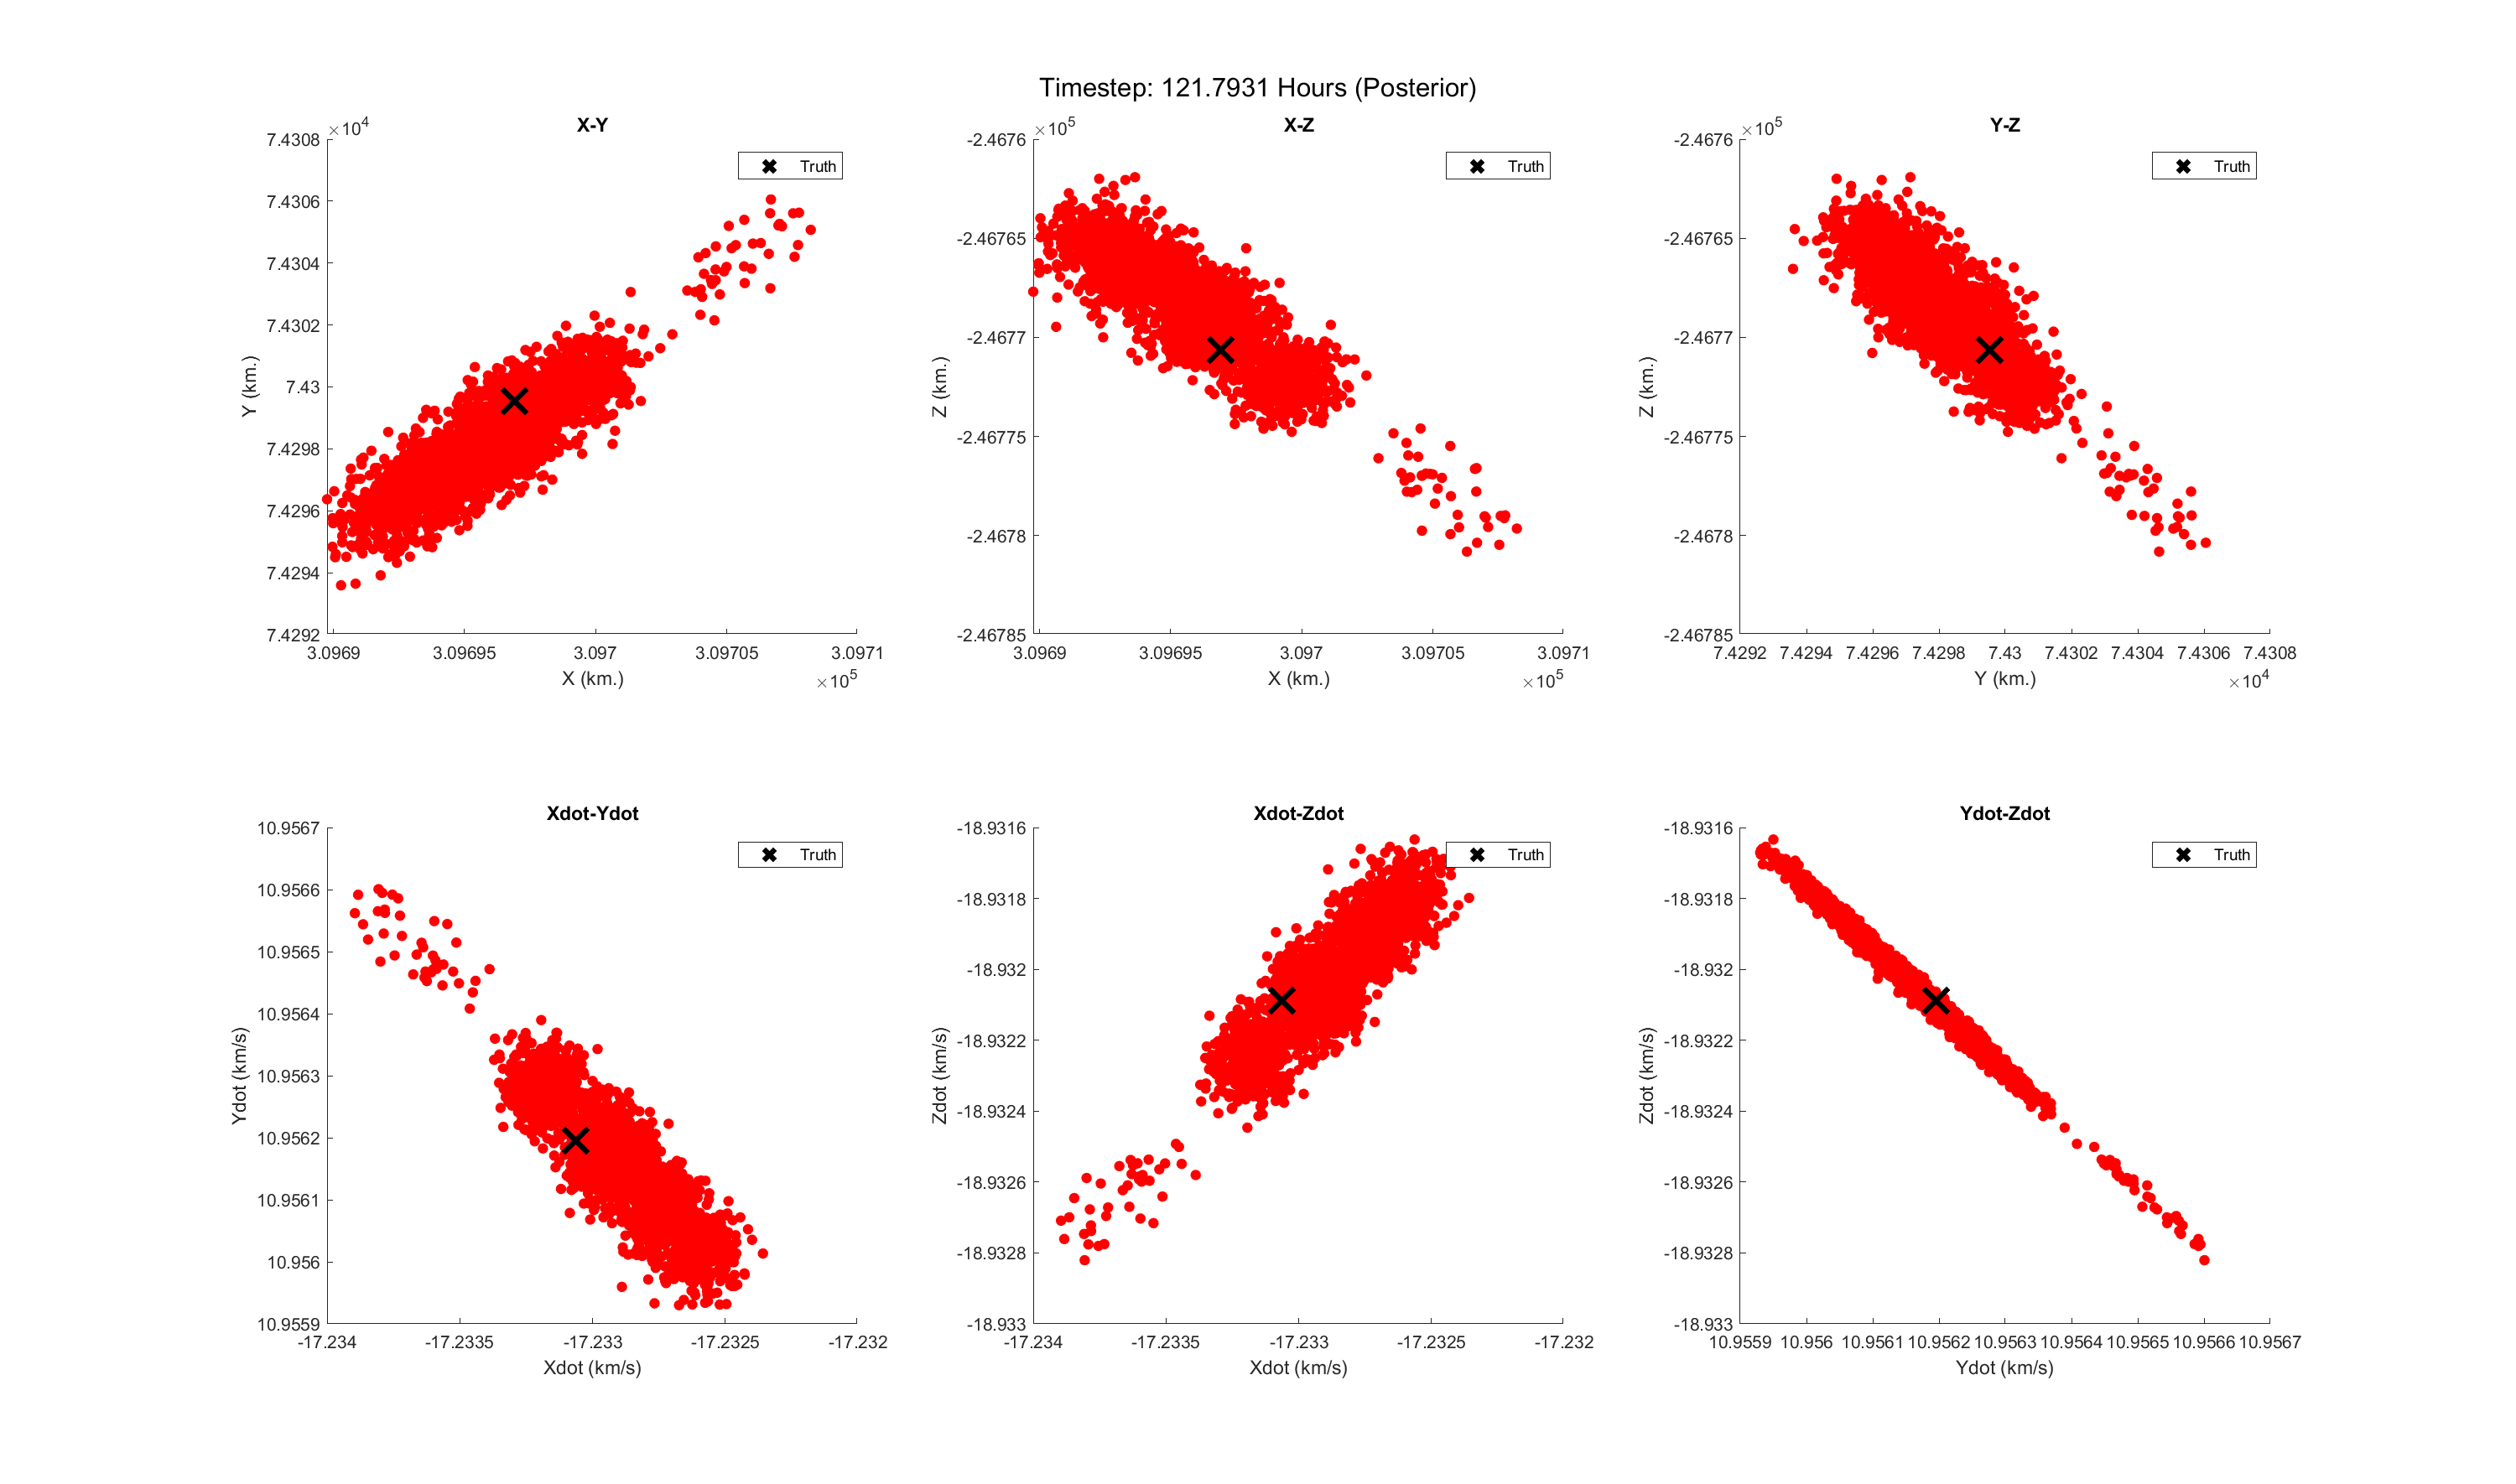 Timestep: 121.7931 Hours (Posterior)
X-Y
×10^4
7.4308
7.4306
7.4304
7.4302
7.43
7.4298
7.4296
7.4294
7.4292
Y (km.)
Truth
3.0969 3.09695 3.097 3.09705 3.0971
X (km.)
×10^5
X-Z
×10^5
-2.4676
-2.46765
-2.4677
-2.46775
-2.4678
-2.46785
Z (km.)
Truth
3.0969 3.09695 3.097 3.09705 3.0971
X (km.)
×10^5
Y-Z
×10^5
-2.4676
-2.46765
-2.4677
-2.46775
-2.4678
-2.46785
Z (km.)
Truth
7.4292 7.4294 7.4296 7.4298 7.43 7.4302 7.4304 7.4306 7.4308
Y (km.)
×10^4
Xdot-Ydot
10.9567
10.9566
10.9565
10.9564
10.9563
10.9562
10.9561
10.956
10.9559
Ydot (km/s)
Truth
-17.234 -17.2335 -17.233 -17.2325 -17.232
Xdot (km/s)
Xdot-Zdot
-18.9316
-18.9318
-18.932
-18.9322
-18.9324
-18.9326
-18.9328
-18.933
Zdot (km/s)
Truth
-17.234 -17.2335 -17.233 -17.2325 -17.232
Xdot (km/s)
Ydot-Zdot
-18.9316
-18.9318
-18.932
-18.9322
-18.9324
-18.9326
-18.9328
-18.933
Zdot (km/s)
Truth
10.9559 10.956 10.9561 10.9562 10.9563 10.9564 10.9565 10.9566 10.9567
Ydot (km/s)